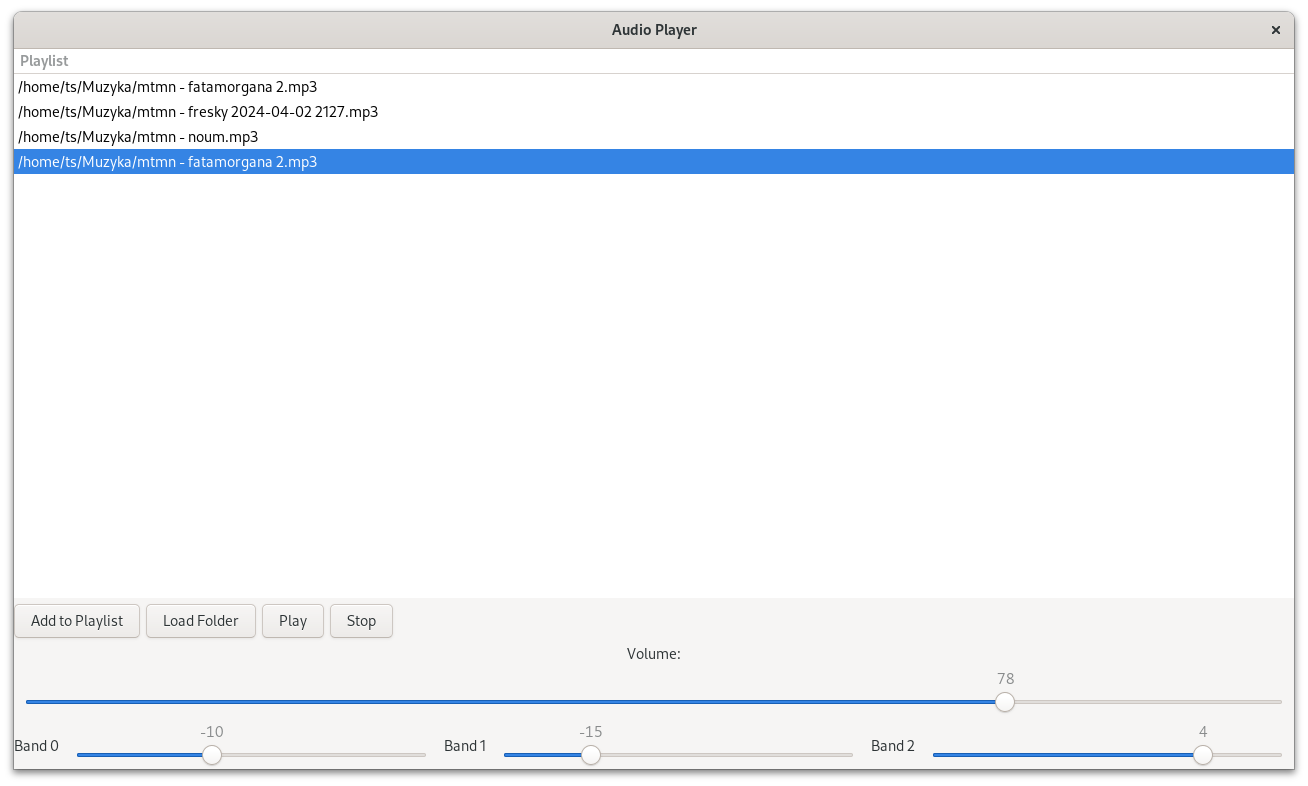 Audio Player
Playlist
/home/ts/Muzyka/mtmn - fatamorgana 2.mp3
/home/ts/Muzyka/mtmn - fresky 2024-04-02 2127.mp3
/home/ts/Muzyka/mtmn - noum.mp3
/home/ts/Muzyka/mtmn - fatamorgana 2.mp3
Add to Playlist Load Folder Play Stop
Volume:
78
-10 -15 4
Band 0 Band 1 Band 2